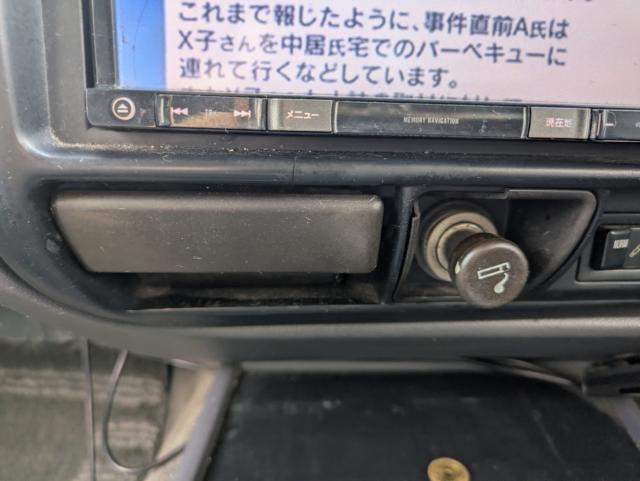 これまで報じたように、事件直前A氏は
X子さんを中居氏宅でのバーベキューに
連れて行くなどしています。
メニュー
MEMORY NAVIGATION
現在地